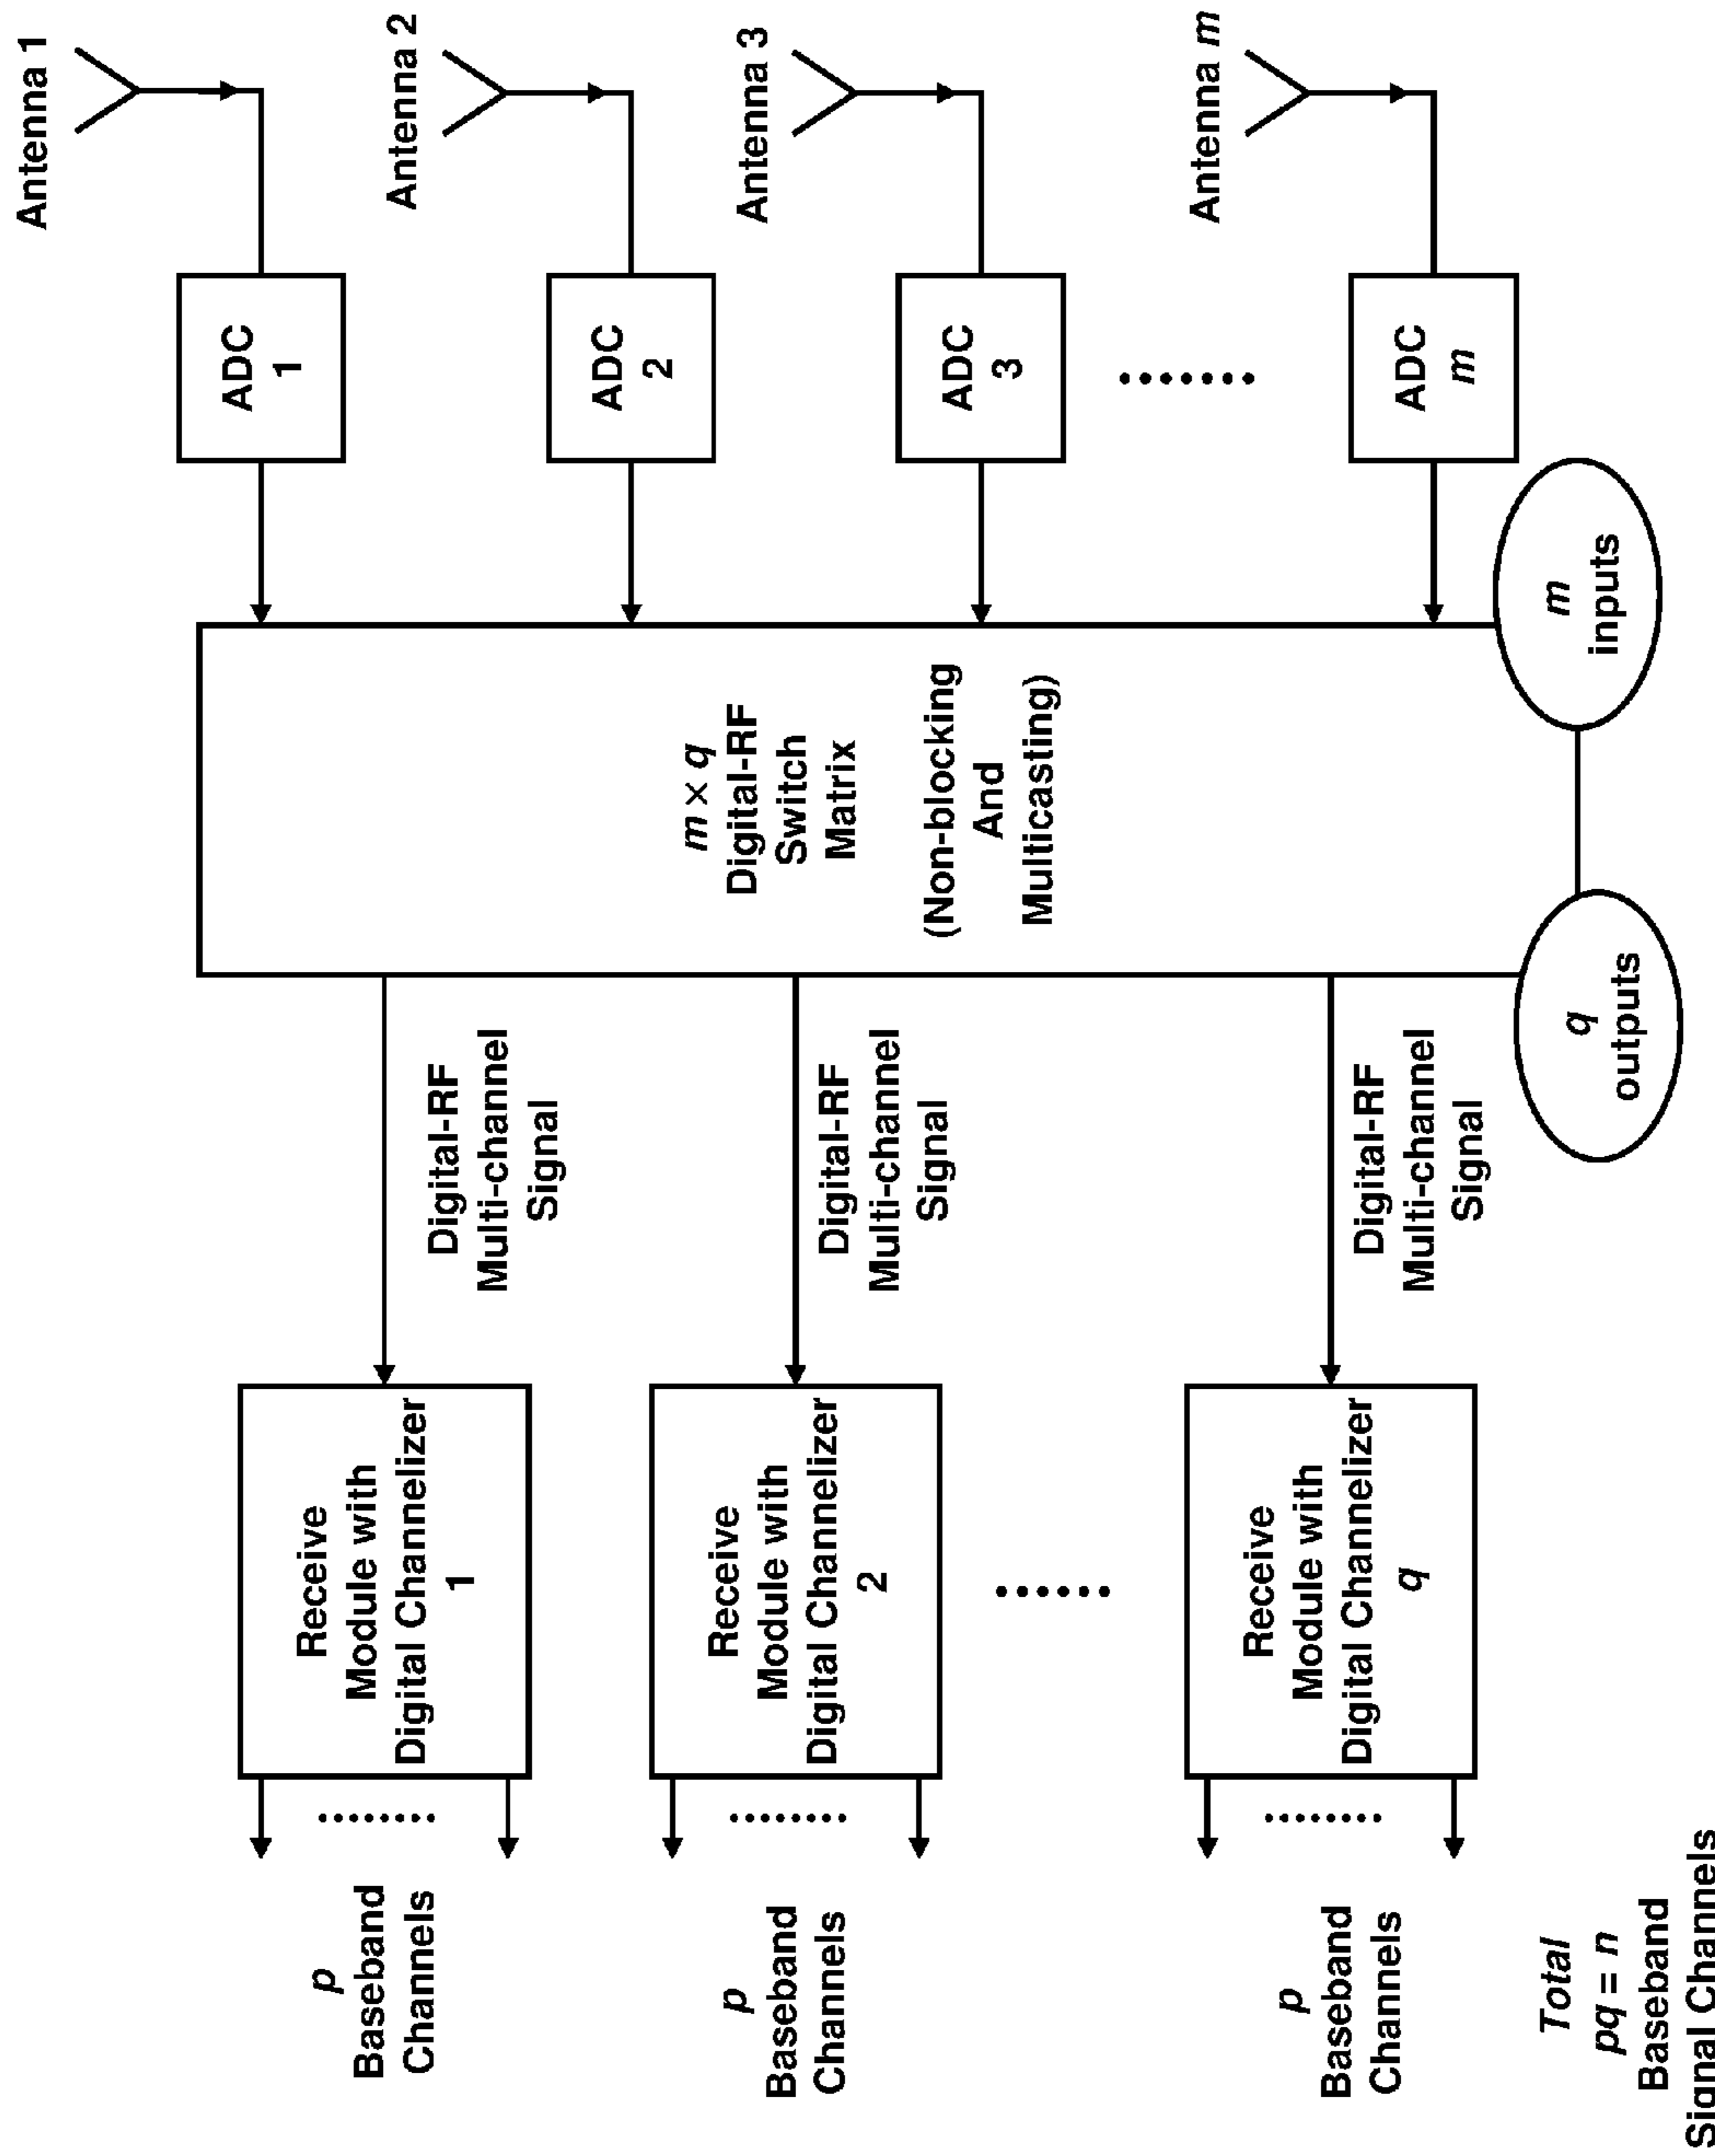 p
Baseband
Channels
p
Baseband
Channels
p
Baseband
Channels
Total
pq = n
Baseband
Signal Channels
Receive
Module with
Digital Channelizer
1
Receive
Module with
Digital Channelizer
2
Receive
Module with
Digital Channelizer
q
Digital-RF
Multi-channel
Signal
Digital-RF
Multi-channel
Signal
Digital-RF
Multi-channel
Signal
m × q
Digital-RF
Switch
Matrix
(Non-blocking
And
Multicasting)
q
outputs
m
inputs
ADC
1
ADC
2
ADC
3
ADC
m
Antenna 1
Antenna 2
Antenna 3
Antenna m